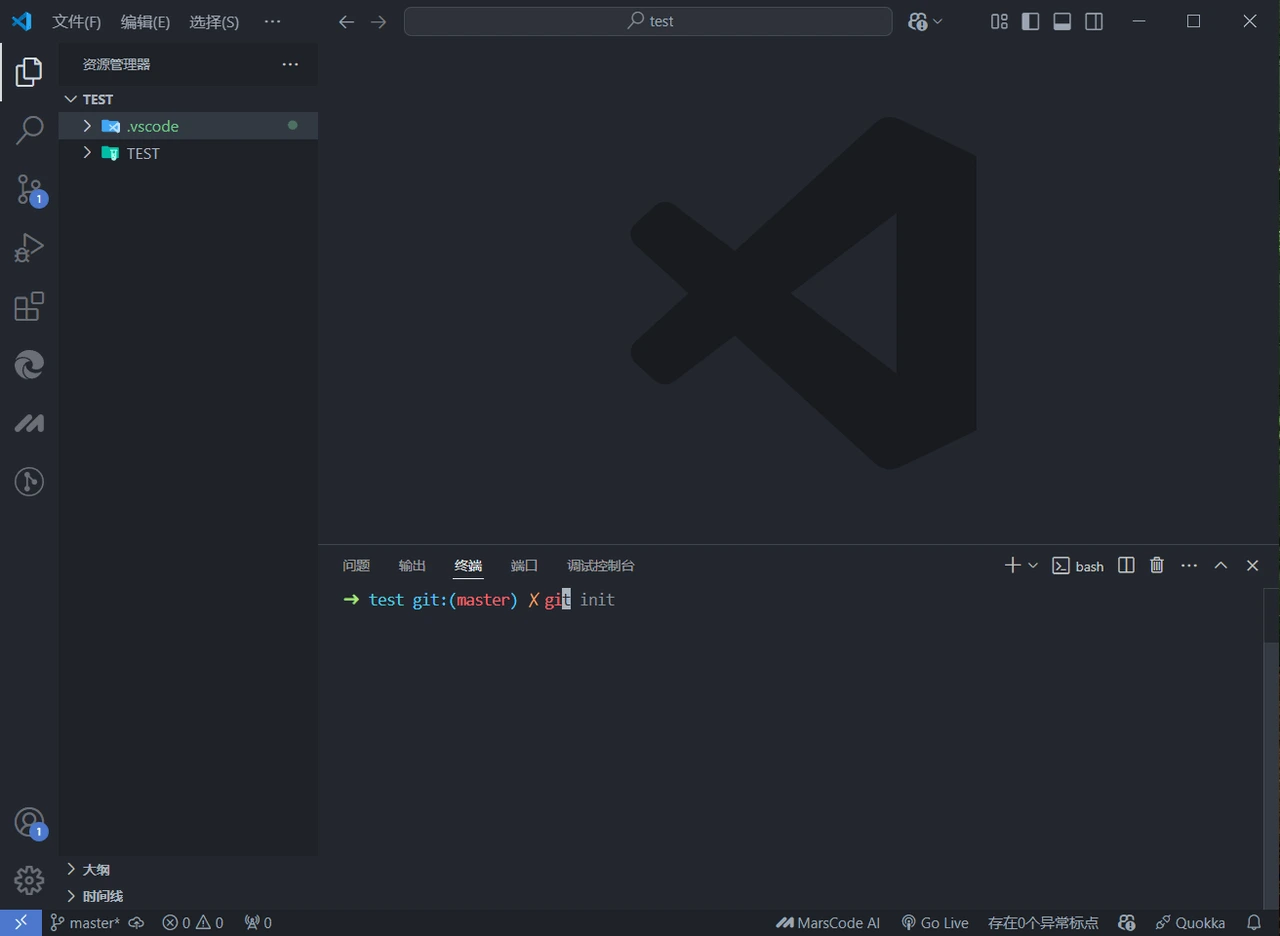 文件(F) 编辑(E) 选择(S) ··· test
资源管理器 ···
TEST
.vscode
TEST
1
1
大纲
时间线
问题 输出 终端 端口 调试控制台 bash ···
➜ test git:(master) ✗ git init
master* 0 0 0 MarsCode AI Go Live 存在0个异常标点 Quokka